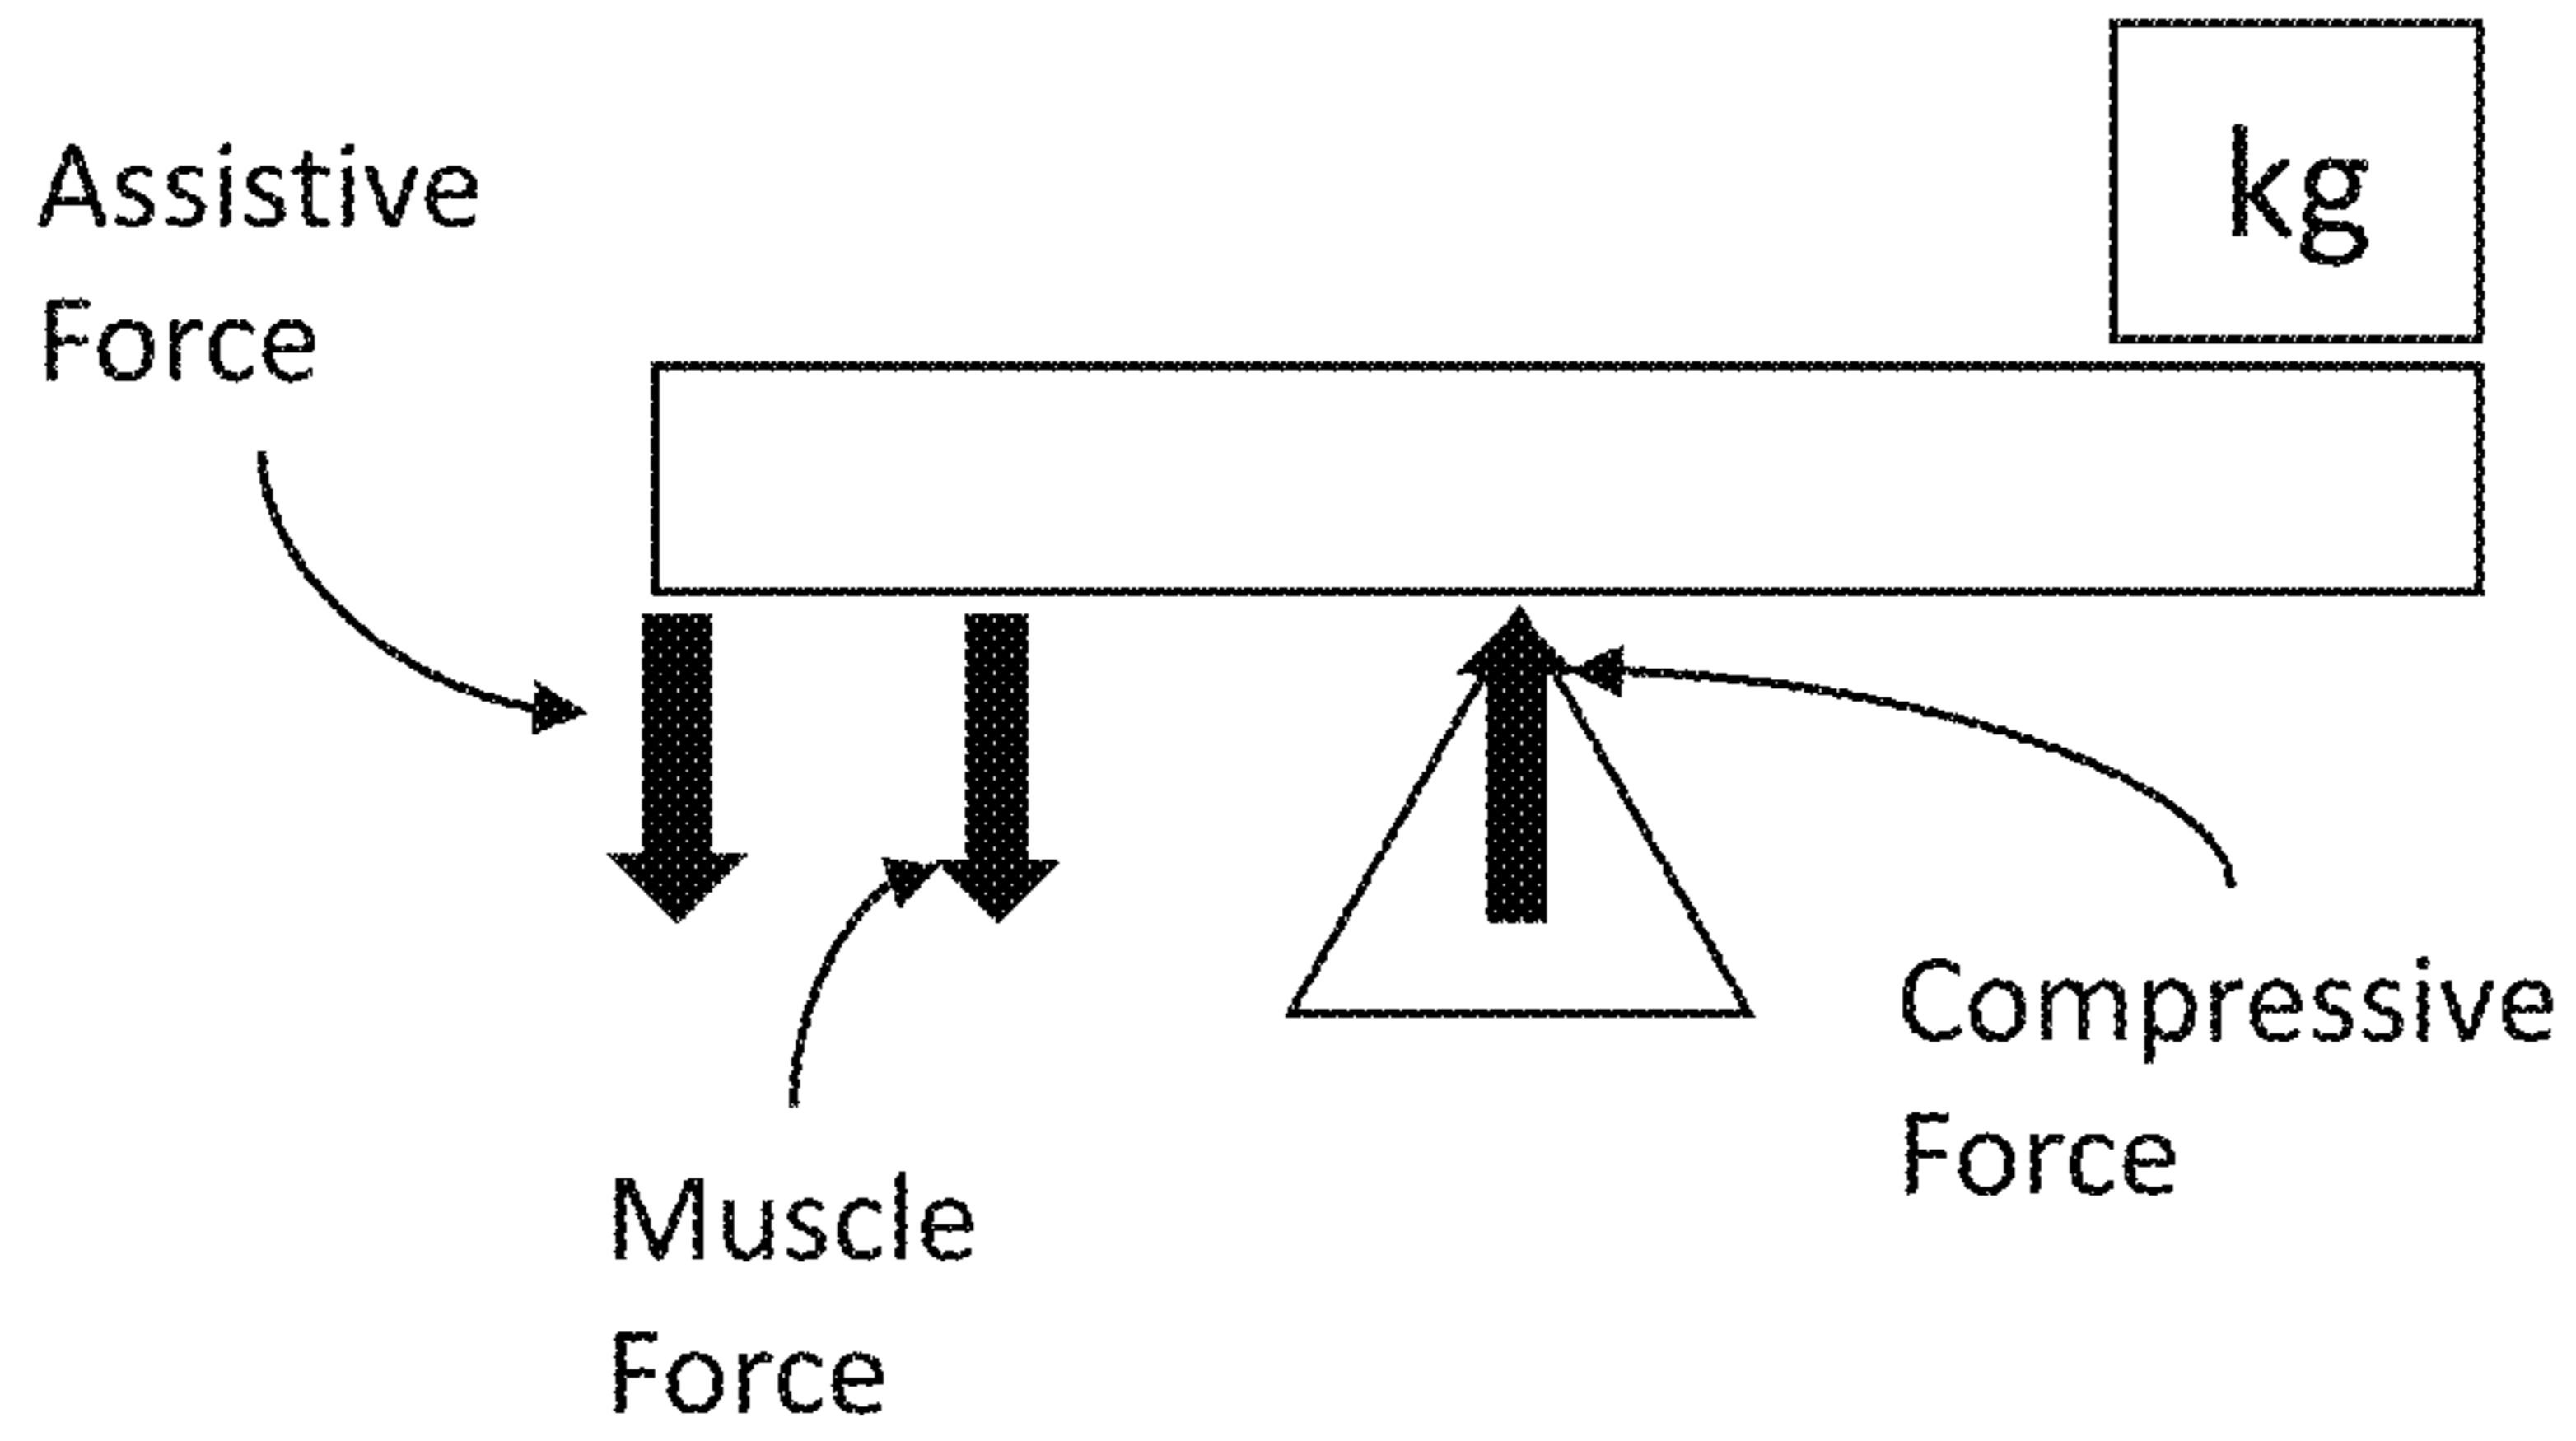 Assistive
Force
kg
Muscle
Force
Compressive
Force